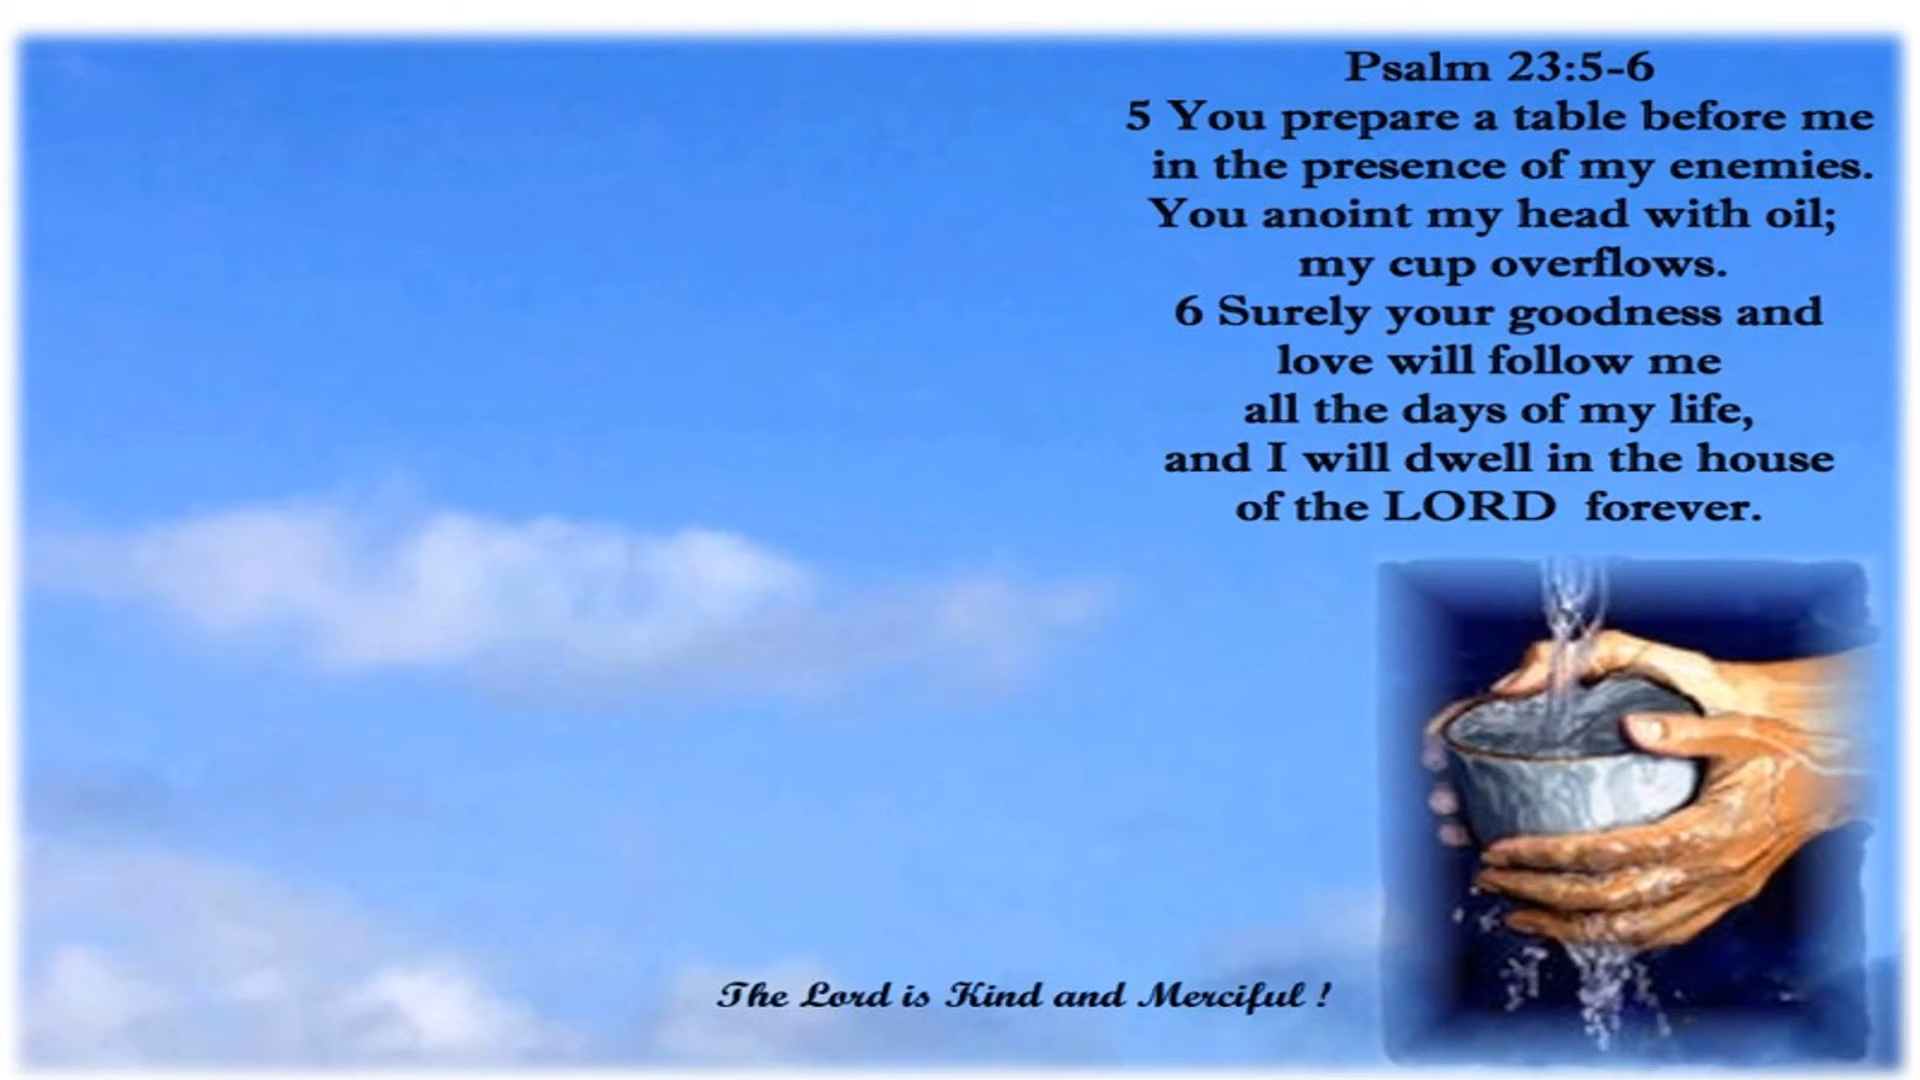 Psalm 23:5-6
5 You prepare a table before me
in the presence of my enemies.
You anoint my head with oil;
my cup overflows.
6 Surely your goodness and
love will follow me
all the days of my life,
and I will dwell in the house
of the LORD forever.
The Lord is Kind and Merciful !